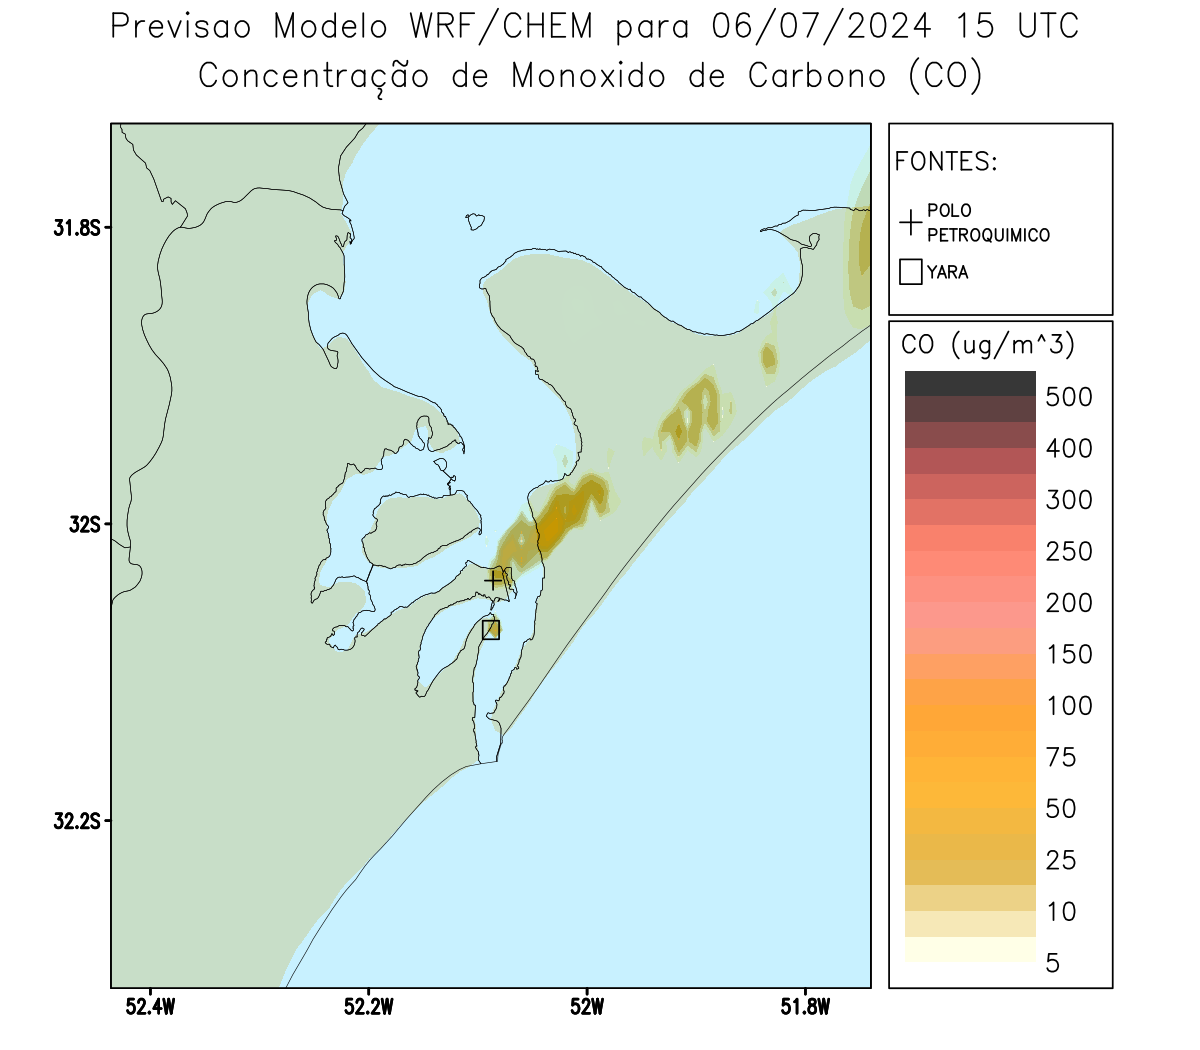 Previsao Modelo WRF/CHEM para 06/07/2024 15 UTC
Concentração de Monoxido de Carbono (CO)
FONTES:
POLO
PETROQUIMICO
YARA
CO (ug/m^3)
500
400
300
250
200
150
100
75
50
25
10
5
31.8S
32S
32.2S
52.4W
52.2W
52W
51.8W